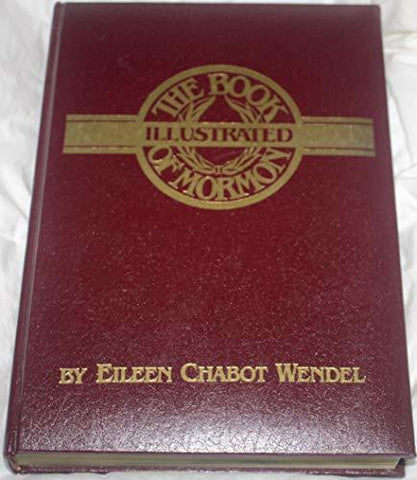 THE BOOK
ILLUSTRATED
OF MORMON
BY EILEEN CHABOT WENDEL